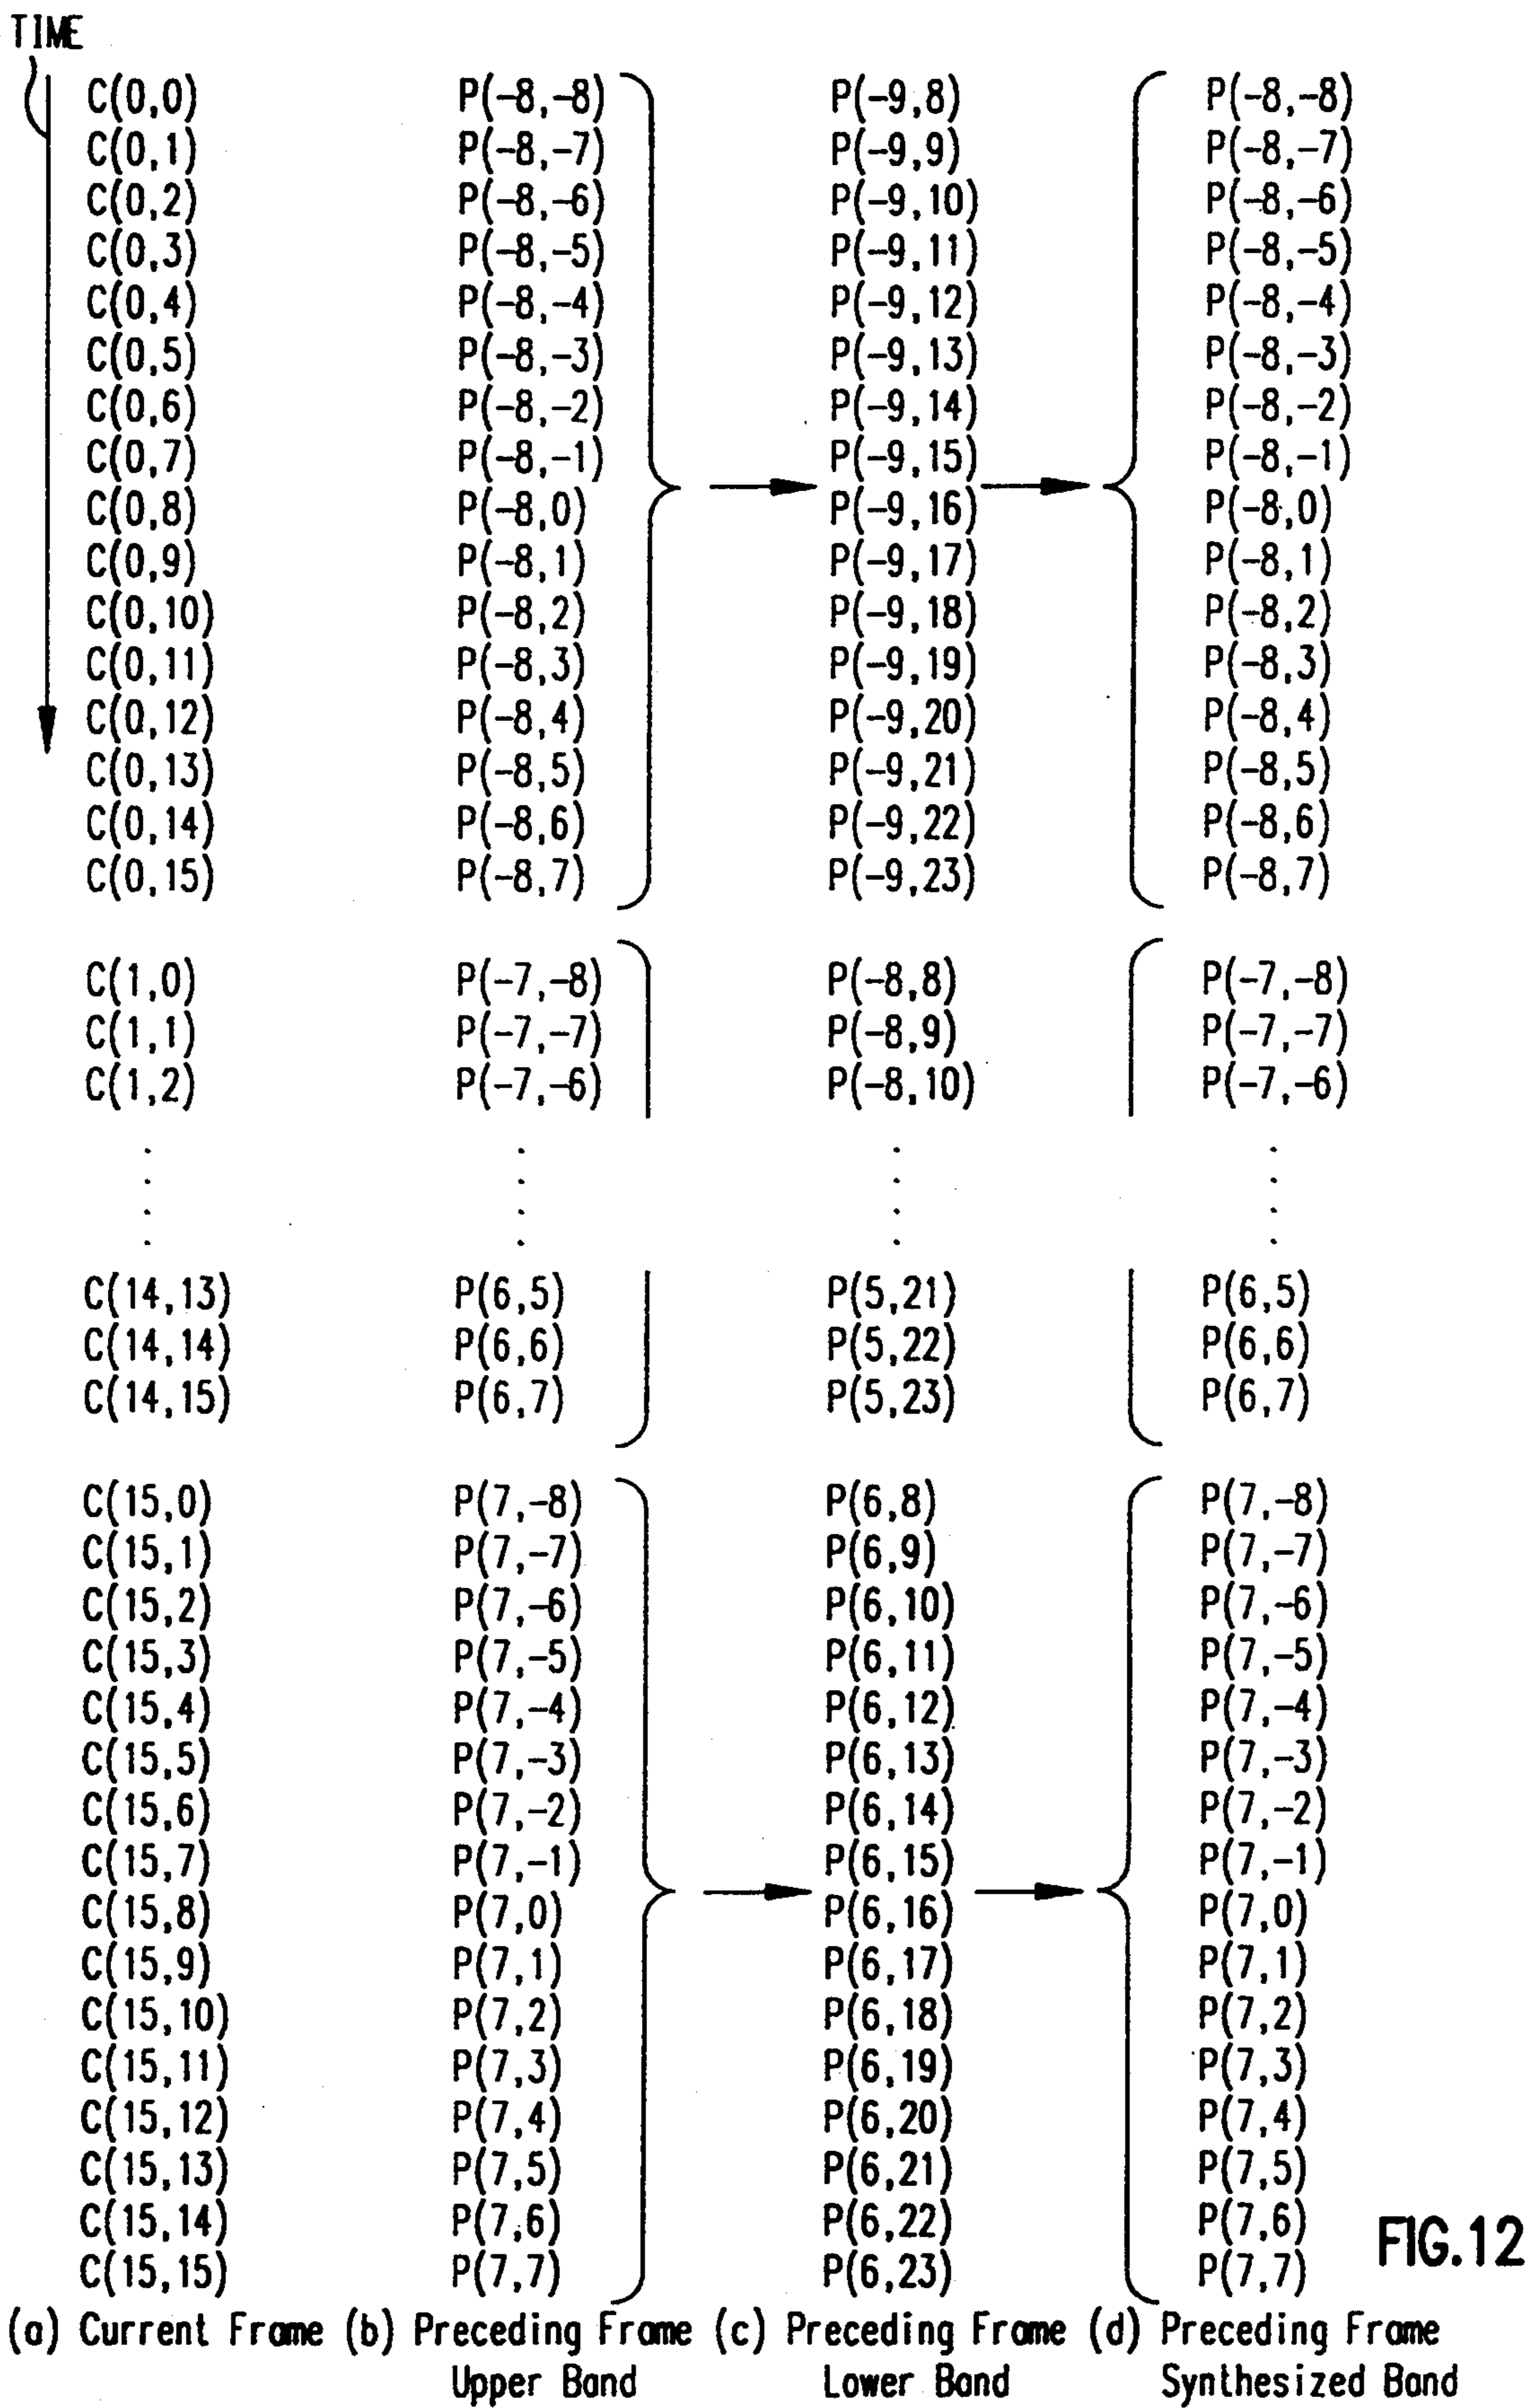 TIME
C(0,0) P(-8,-8) P(-9,8) P(-8,-8)
C(0,1) P(-8,-7) P(-9,9) P(-8,-7)
C(0,2) P(-8,-6) P(-9,10) P(-8,-6)
C(0,3) P(-8,-5) P(-9,11) P(-8,-5)
C(0,4) P(-8,-4) P(-9,12) P(-8,-4)
C(0,5) P(-8,-3) P(-9,13) P(-8,-3)
C(0,6) P(-8,-2) P(-9,14) P(-8,-2)
C(0,7) P(-8,-1) P(-9,15) P(-8,-1)
C(0,8) P(-8,0) P(-9,16) P(-8,0)
C(0,9) P(-8,1) P(-9,17) P(-8,1)
C(0,10) P(-8,2) P(-9,18) P(-8,2)
C(0,11) P(-8,3) P(-9,19) P(-8,3)
C(0,12) P(-8,4) P(-9,20) P(-8,4)
C(0,13) P(-8,5) P(-9,21) P(-8,5)
C(0,14) P(-8,6) P(-9,22) P(-8,6)
C(0,15) P(-8,7) P(-9,23) P(-8,7)
C(1,0) P(-7,-8) P(-8,8) P(-7,-8)
C(1,1) P(-7,-7) P(-8,9) P(-7,-7)
C(1,2) P(-7,-6) P(-8,10) P(-7,-6)
C(14,13) P(6,5) P(5,21) P(6,5)
C(14,14) P(6,6) P(5,22) P(6,6)
C(14,15) P(6,7) P(5,23) P(6,7)
C(15,0) P(7,-8) P(6,8) P(7,-8)
C(15,1) P(7,-7) P(6,9) P(7,-7)
C(15,2) P(7,-6) P(6,10) P(7,-6)
C(15,3) P(7,-5) P(6,11) P(7,-5)
C(15,4) P(7,-4) P(6,12) P(7,-4)
C(15,5) P(7,-3) P(6,13) P(7,-3)
C(15,6) P(7,-2) P(6,14) P(7,-2)
C(15,7) P(7,-1) P(6,15) P(7,-1)
C(15,8) P(7,0) P(6,16) P(7,0)
C(15,9) P(7,1) P(6,17) P(7,1)
C(15,10) P(7,2) P(6,18) P(7,2)
C(15,11) P(7,3) P(6,19) P(7,3)
C(15,12) P(7,4) P(6,20) P(7,4)
C(15,13) P(7,5) P(6,21) P(7,5)
C(15,14) P(7,6) P(6,22) P(7,6)
C(15,15) P(7,7) P(6,23) P(7,7)
FIG.12
(a) Current Frame (b) Preceding Frame (c) Preceding Frame (d) Preceding Frame
Upper Band Lower Band Synthesized Band